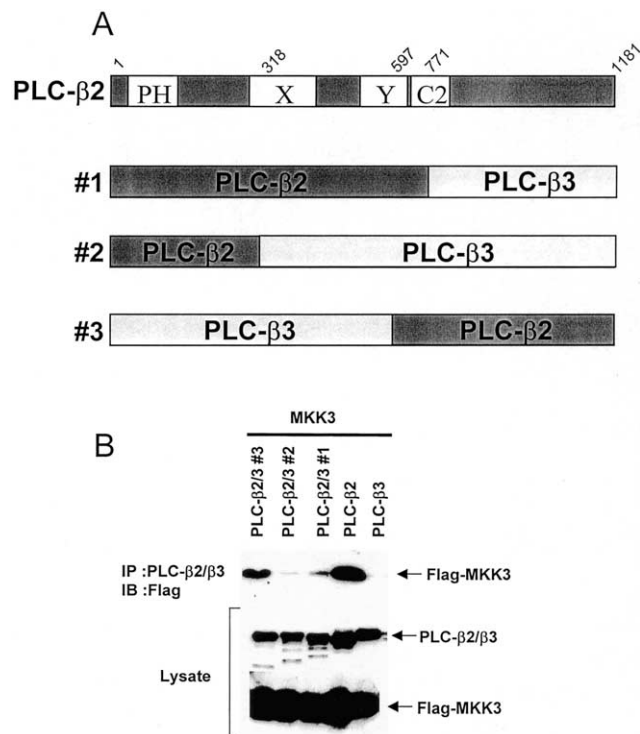 A
1 318 597 771 1181
PLC-β2 PH X Y C2
#1 PLC-β2 PLC-β3
#2 PLC-β2 PLC-β3
#3 PLC-β3 PLC-β2
B
MKK3
PLC-β2/3 #3
PLC-β2/3 #2
PLC-β2/3 #1
PLC-β2
PLC-β3
IP :PLC-β2/β3
IB :Flag
Flag-MKK3
PLC-β2/β3
Lysate
Flag-MKK3